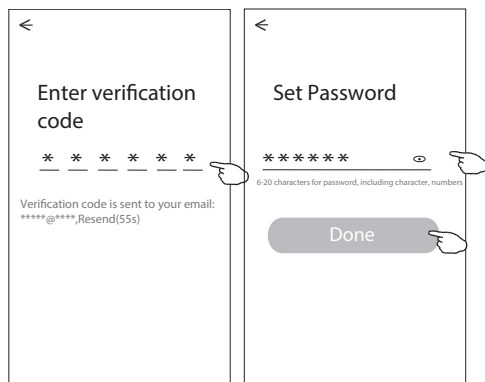 Enter verification
code
* * * * * *
Verification code is sent to your email:
*****@****,Resend(55s)
Set Password
******
6-20 characters for password, including character, numbers
Done